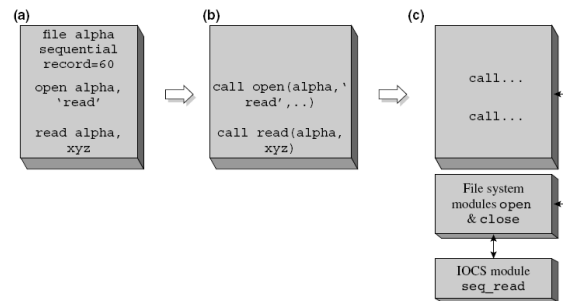 (a)
file alpha
sequential
record=60
open alpha,
‘read’
read alpha,
xyz
(b)
call open(alpha,‘
read’,..)
call read(alpha,
xyz)
(c)
call...
call...
File system
modules open
& close
IOCS module
seq_read